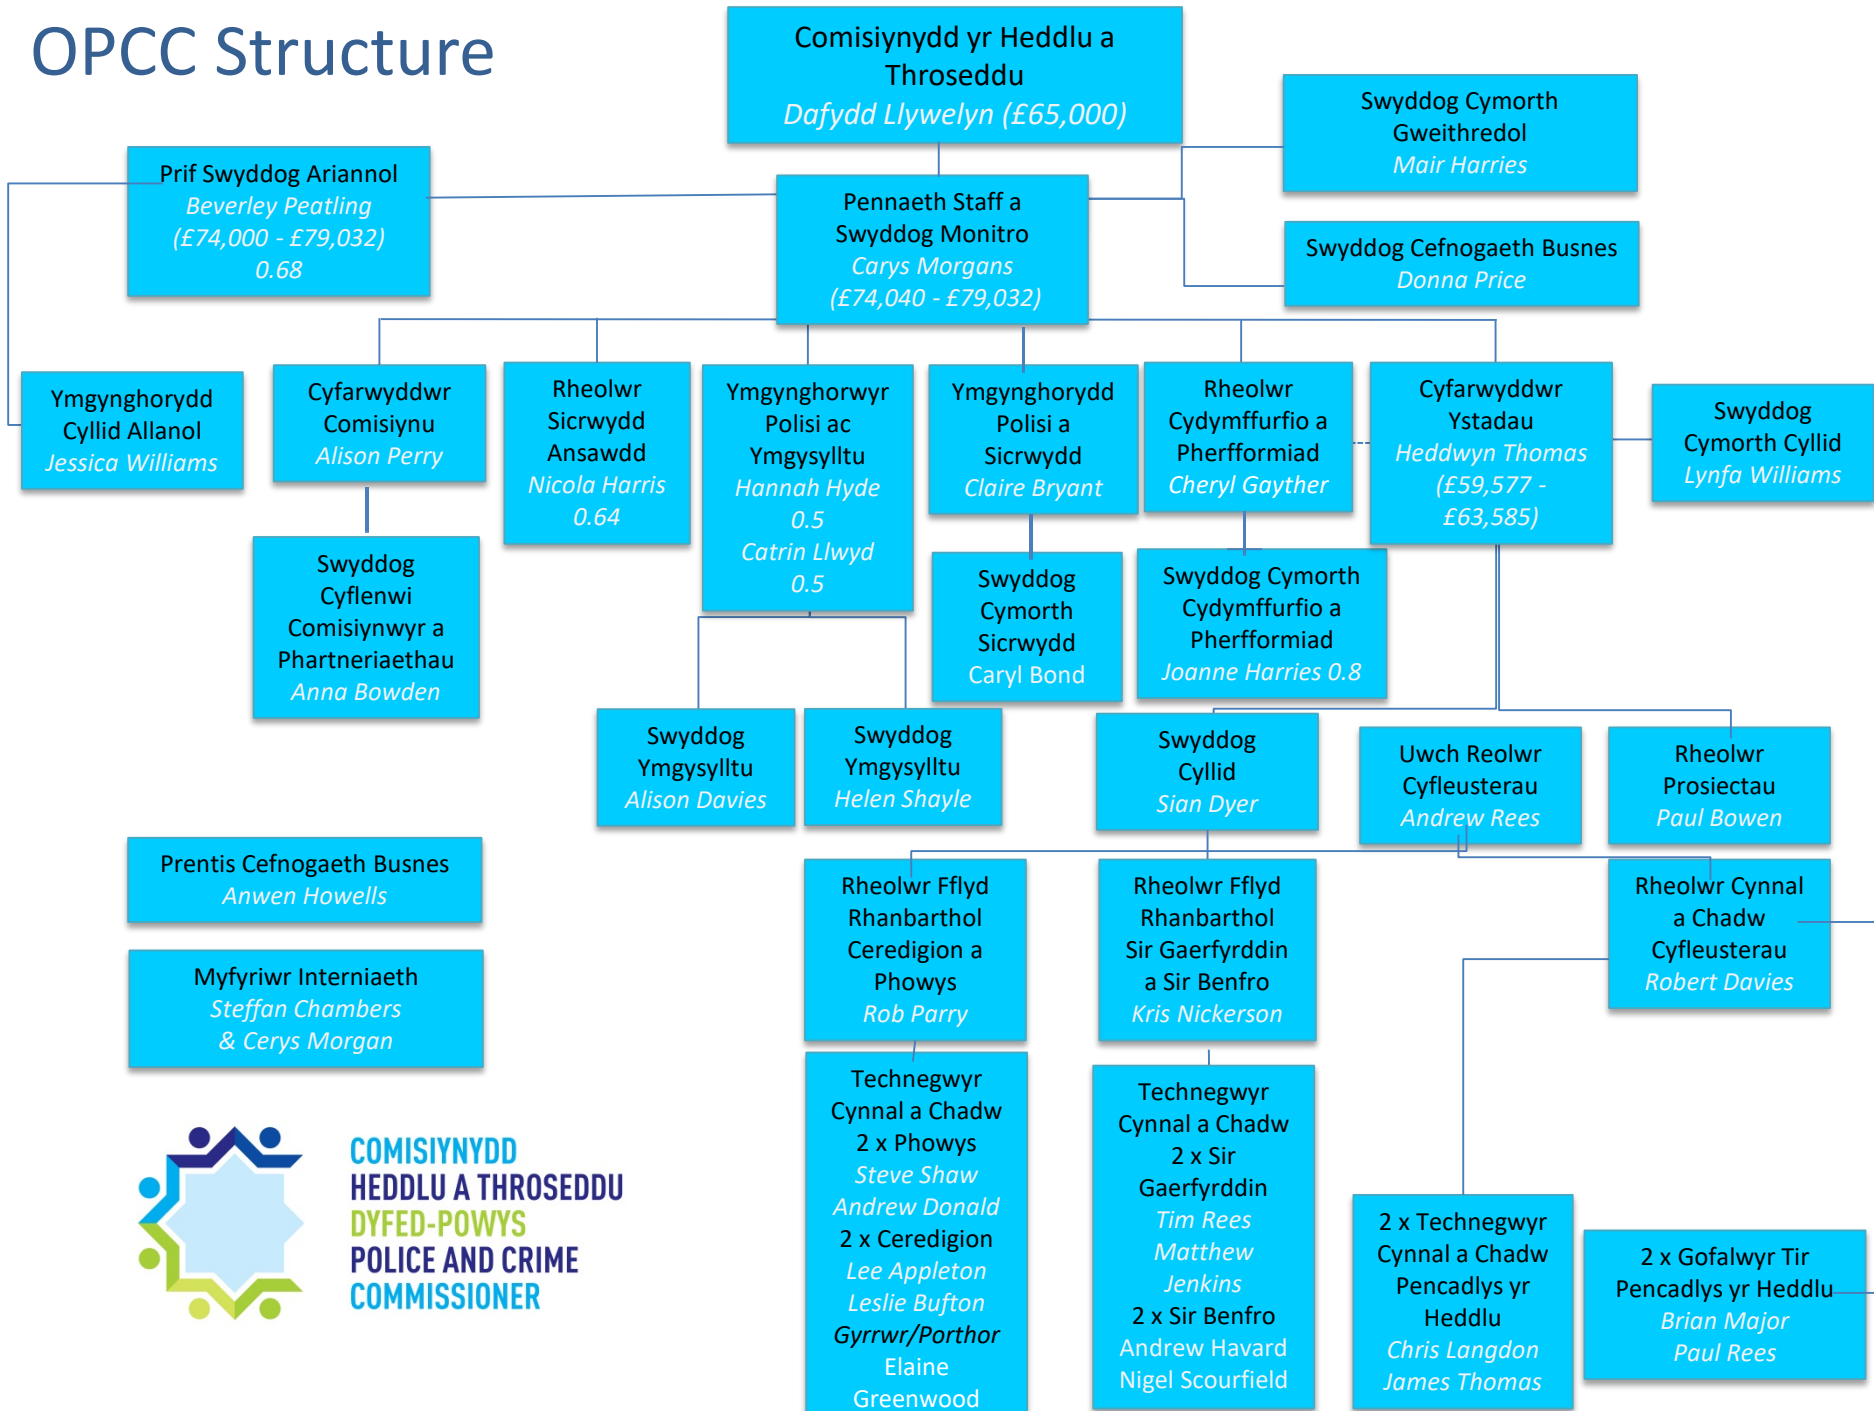 OPCC Structure
Comisiynydd yr Heddlu a
Throseddu
Dafydd Llywelyn (£65,000)
Swyddog Cymorth
Gweithredol
Mair Harries
Prif Swyddog Ariannol
Beverley Peatling
(£74,000 - £79,032)
0.68
Pennaeth Staff a
Swyddog Monitro
Carys Morgans
(£74,040 - £79,032)
Swyddog Cefnogaeth Busnes
Donna Price
Ymgynghorydd
Cyllid Allanol
Jessica Williams
Cyfarwyddwr
Comisiynu
Alison Perry
Rheolwr
Sicrwydd
Ansawdd
Nicola Harris
0.64
Ymgynghorwyr
Polisi ac
Ymgysylltu
Hannah Hyde
0.5
Catrin Llwyd
0.5
Ymgynghorydd
Polisi a
Sicrwydd
Claire Bryant
Rheolwr
Cydymffurfio a
Pherfformiad
Cheryl Gayther
Cyfarwyddwr
Ystadau
Heddwyn Thomas
(£59,577 -
£63,585)
Swyddog
Cymorth Cyllid
Lynfa Williams
Swyddog
Cyflenwi
Comisiynwyr a
Phartneriaethau
Anna Bowden
Swyddog
Cymorth
Sicrwydd
Caryl Bond
Swyddog Cymorth
Cydymffurfio a
Pherfformiad
Joanne Harries 0.8
Swyddog
Ymgysylltu
Alison Davies
Swyddog
Ymgysylltu
Helen Shayle
Swyddog
Cyllid
Sian Dyer
Uwch Reolwr
Cyfleusterau
Andrew Rees
Rheolwr
Prosiectau
Paul Bowen
Prentis Cefnogaeth Busnes
Anwen Howells
Myfyriwr Interniaeth
Steffan Chambers
& Cerys Morgan
Rheolwr Fflyd
Rhanbarthol
Ceredigion a
Phowys
Rob Parry
Rheolwr Fflyd
Rhanbarthol
Sir Gaerfyrddin
a Sir Benfro
Kris Nickerson
Rheolwr Cynnal
a Chadw
Cyfleusterau
Robert Davies
Technegwyr
Cynnal a Chadw
2 x Phowys
Steve Shaw
Andrew Donald
2 x Ceredigion
Lee Appleton
Leslie Bufton
Gyrrwr/Porthor
Elaine
Greenwood
Technegwyr
Cynnal a Chadw
2 x Sir
Gaerfyrddin
Tim Rees
Matthew
Jenkins
2 x Sir Benfro
Andrew Havard
Nigel Scourfield
2 x Technegwyr
Cynnal a Chadw
Pencadlys yr
Heddlu
Chris Langdon
James Thomas
2 x Gofalwyr Tir
Pencadlys yr Heddlu
Brian Major
Paul Rees
COMISIYNYDD
HEDDLU A THROSEDDU
DYFED-POWYS
POLICE AND CRIME
COMMISSIONER